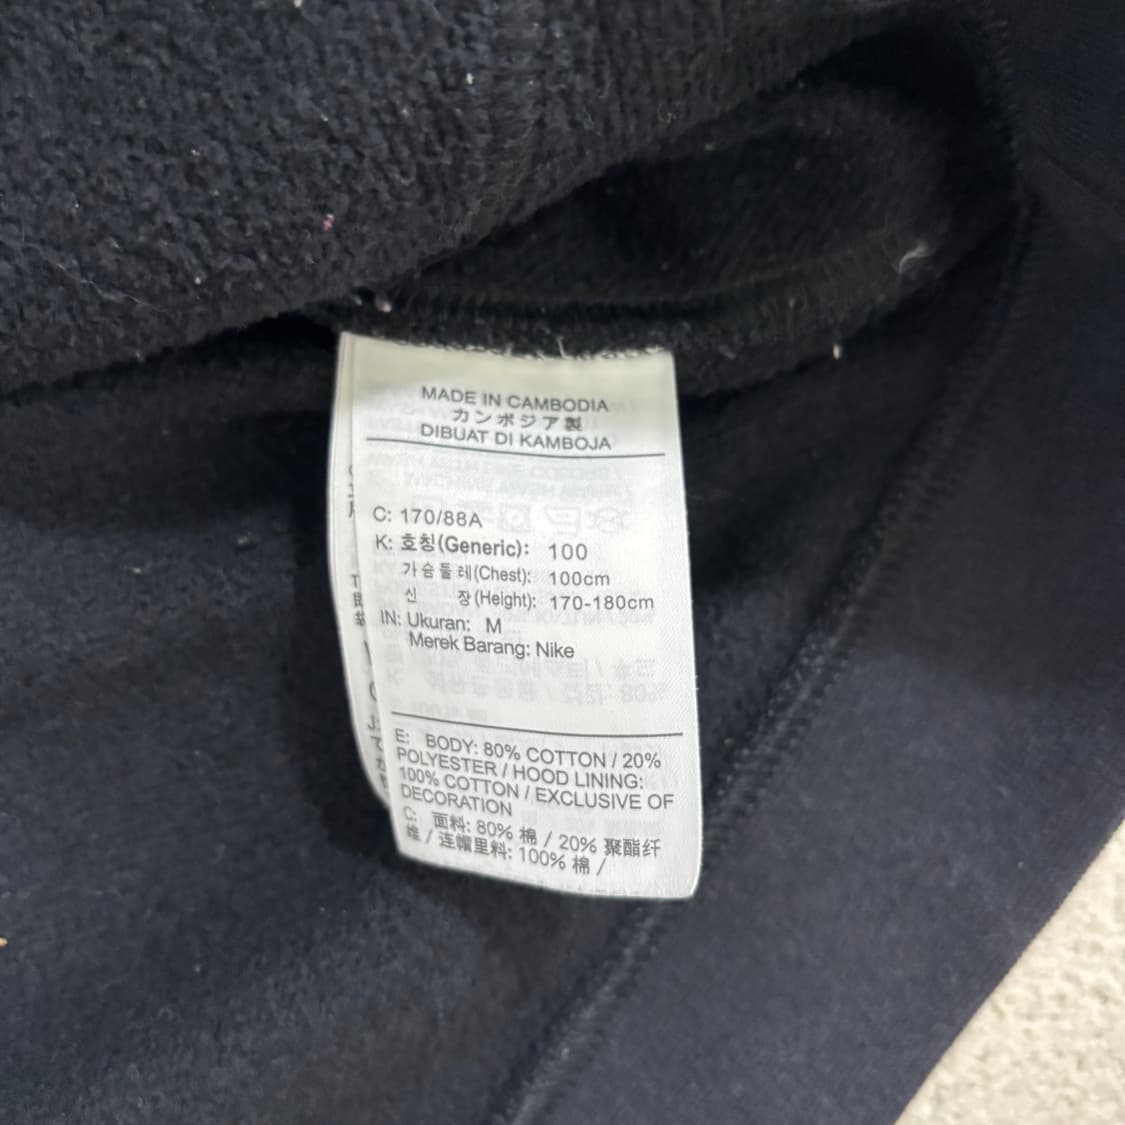 MADE IN CAMBODIA
カンボジア製
DIBUAT DI KAMBOJA
C: 170/88A
K: 호칭(Generic): 100
가슴둘레(Chest): 100cm
신 장(Height): 170-180cm
IN: Ukuran: M
Merek Barang: Nike
E: BODY: 80% COTTON / 20%
POLYESTER / HOOD LINING:
100% COTTON / EXCLUSIVE OF
DECORATION
C: 面料: 80% 棉 / 20% 聚酯纤
维 / 连帽里料: 100% 棉 /